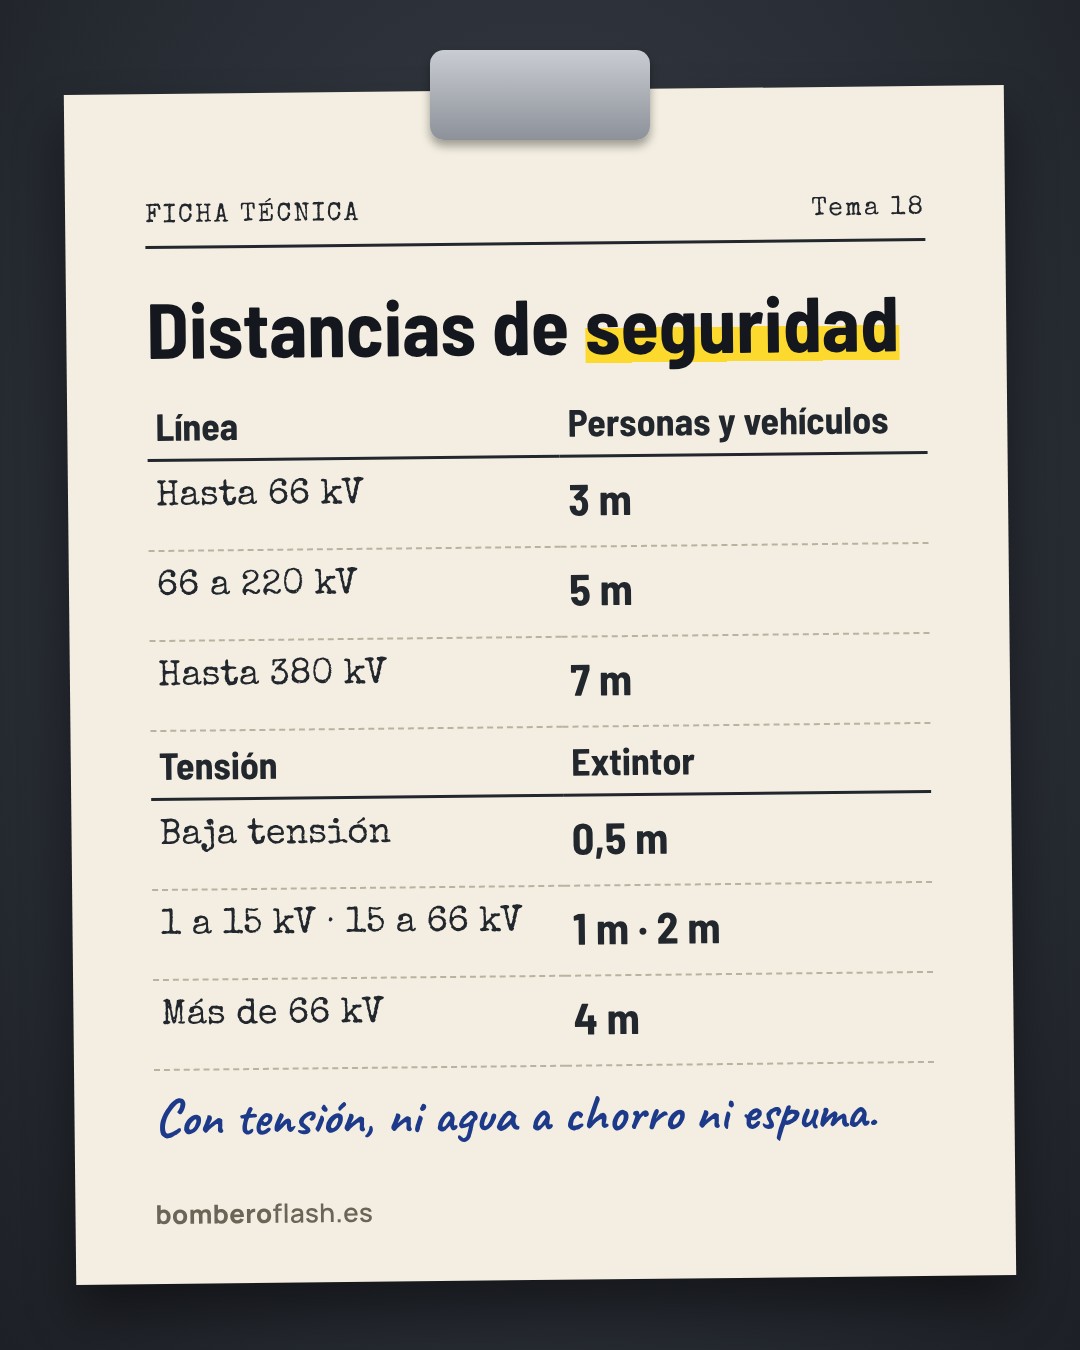 FICHA TÉCNICA Tema 18
Distancias de seguridad
Línea Personas y vehículos
Hasta 66 kV 3 m
66 a 220 kV 5 m
Hasta 380 kV 7 m
Tensión Extintor
Baja tensión 0,5 m
1 a 15 kV · 15 a 66 kV 1 m · 2 m
Más de 66 kV 4 m
Con tensión, ni agua a chorro ni espuma.
bomberoflash.es